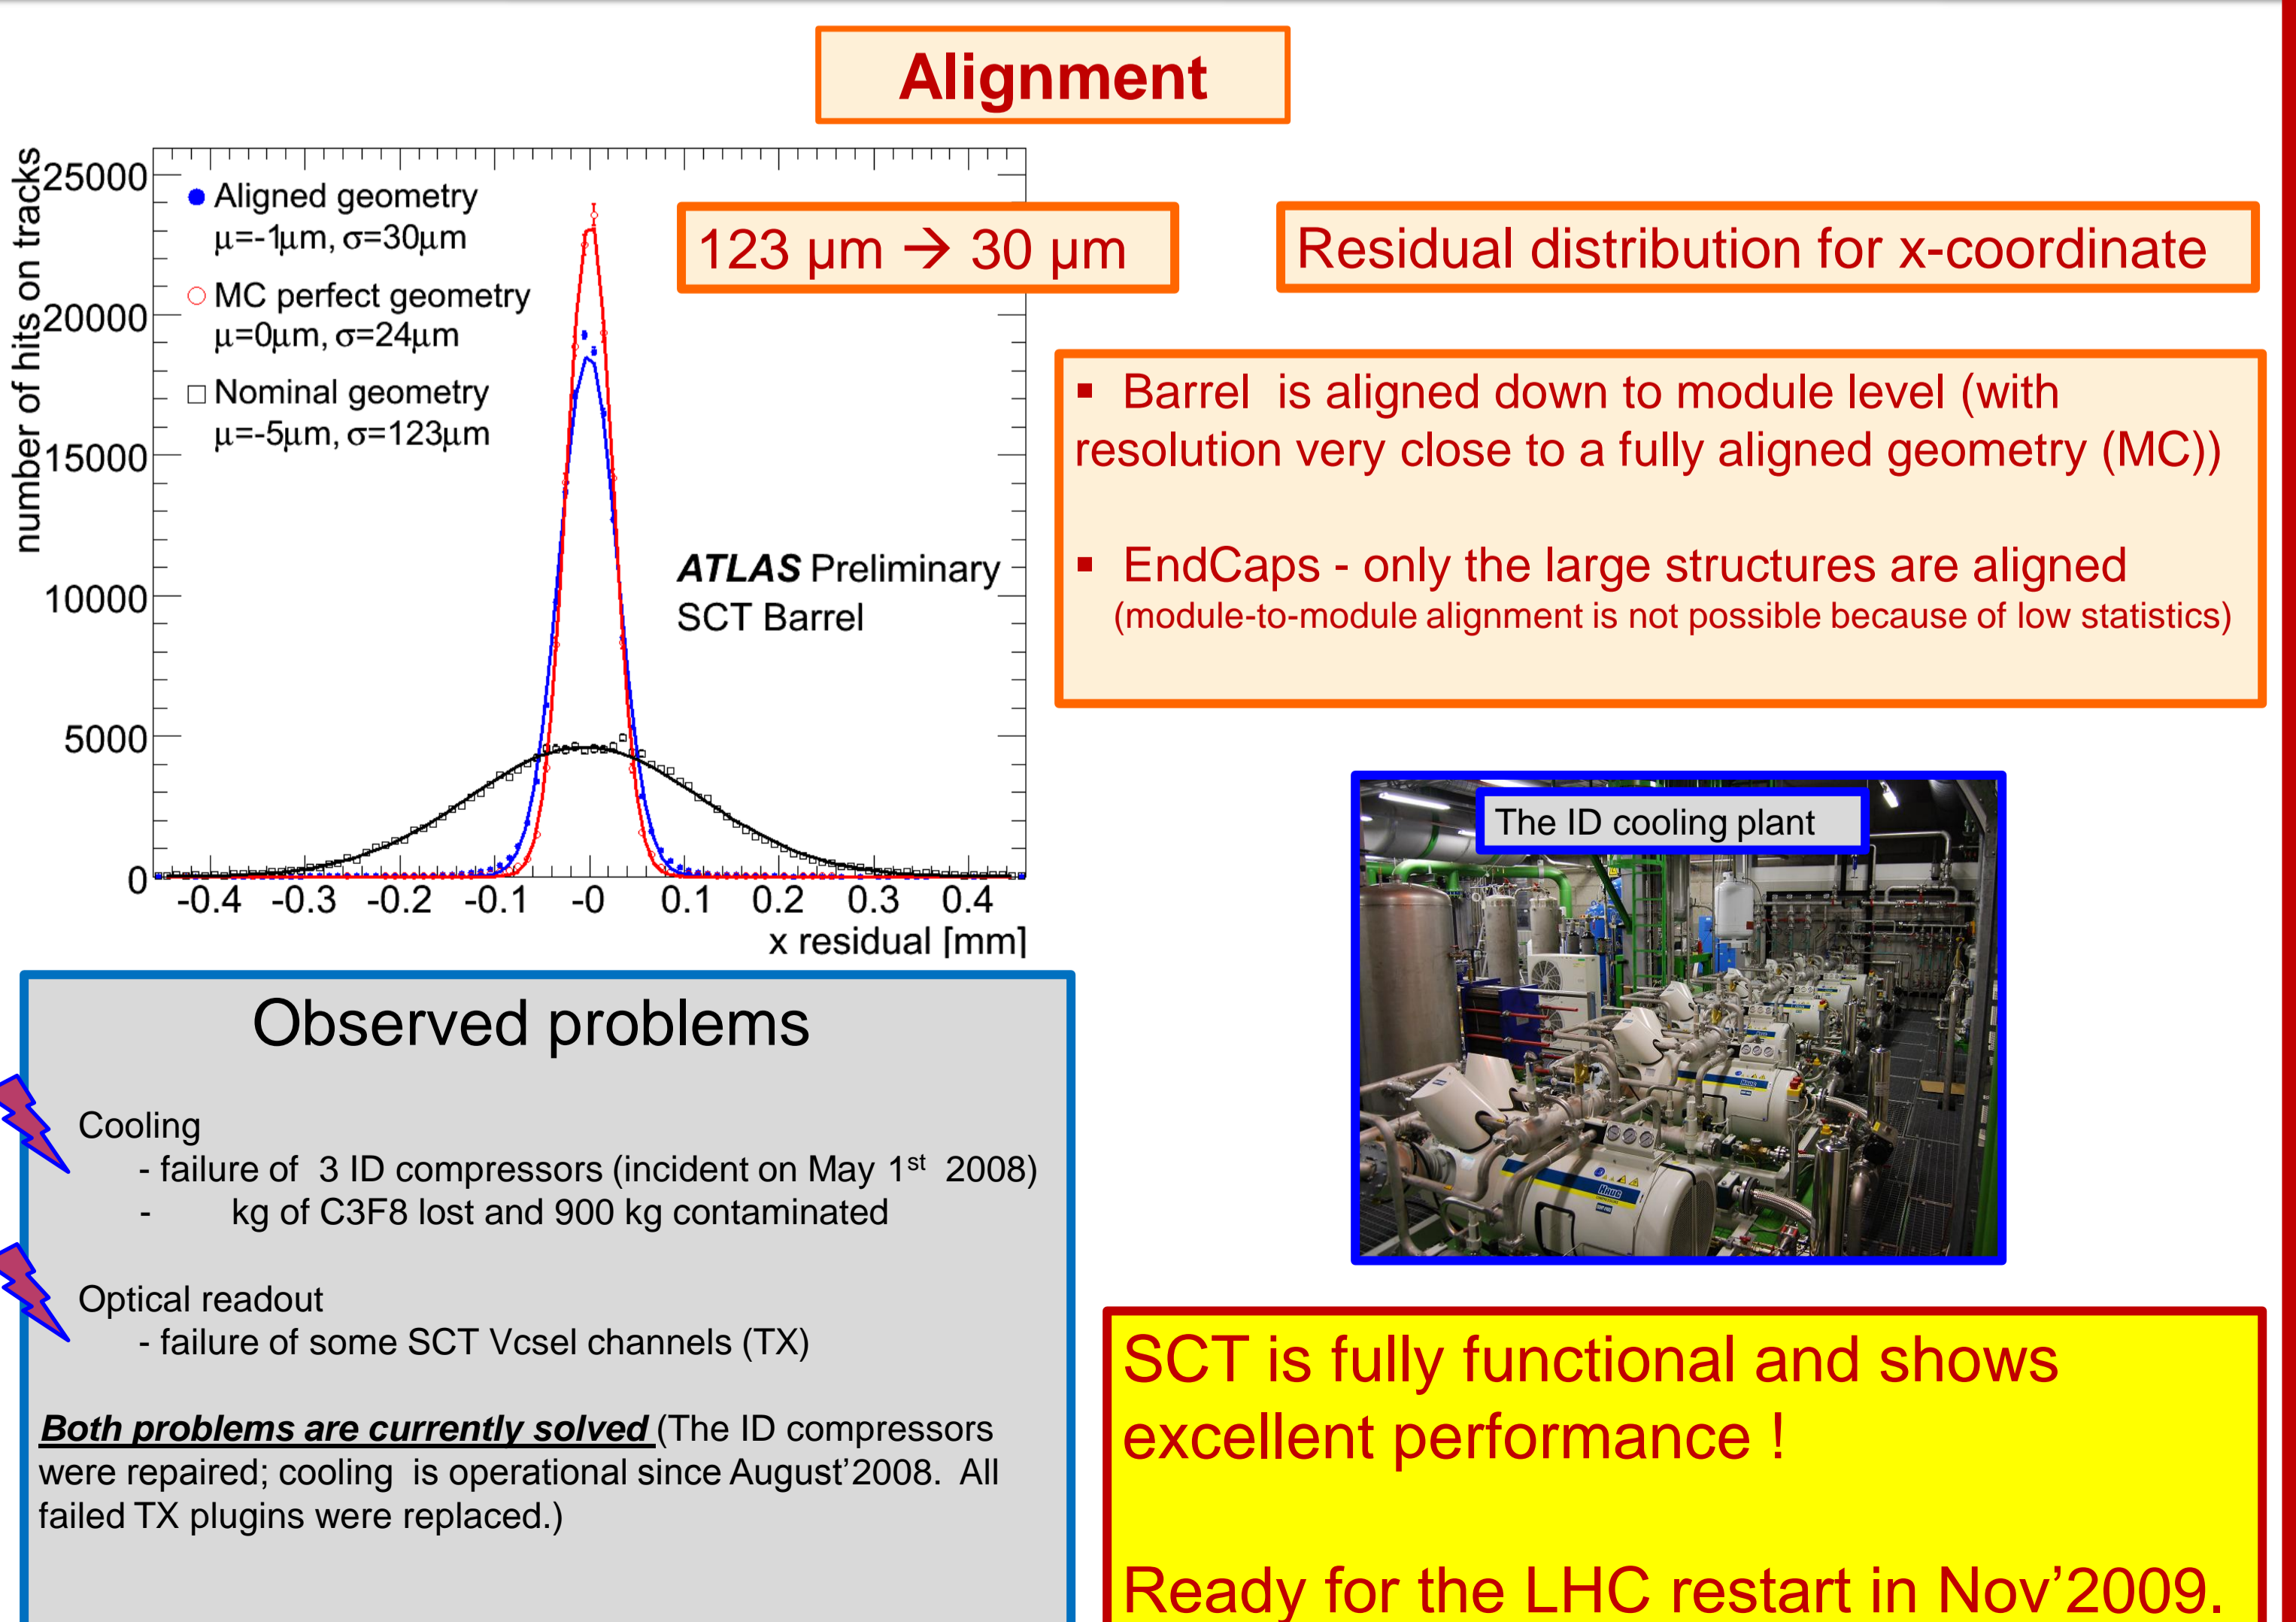 Alignment
number of hits on tracks
25000
20000
15000
10000
5000
0
Aligned geometry
μ=-1μm, σ=30μm
MC perfect geometry
μ=0μm, σ=24μm
Nominal geometry
μ=-5μm, σ=123μm
ATLAS Preliminary
SCT Barrel
-0.4 -0.3 -0.2 -0.1 -0 0.1 0.2 0.3 0.4
x residual [mm]
123 μm → 30 μm
Residual distribution for x-coordinate
▪ Barrel is aligned down to module level (with
resolution very close to a fully aligned geometry (MC))
▪ EndCaps - only the large structures are aligned
(module-to-module alignment is not possible because of low statistics)
The ID cooling plant
Observed problems
Cooling
- failure of 3 ID compressors (incident on May 1st 2008)
- kg of C3F8 lost and 900 kg contaminated
Optical readout
- failure of some SCT Vcsel channels (TX)
Both problems are currently solved (The ID compressors
were repaired; cooling is operational since August'2008. All
failed TX plugins were replaced.)
SCT is fully functional and shows
excellent performance !
Ready for the LHC restart in Nov'2009.